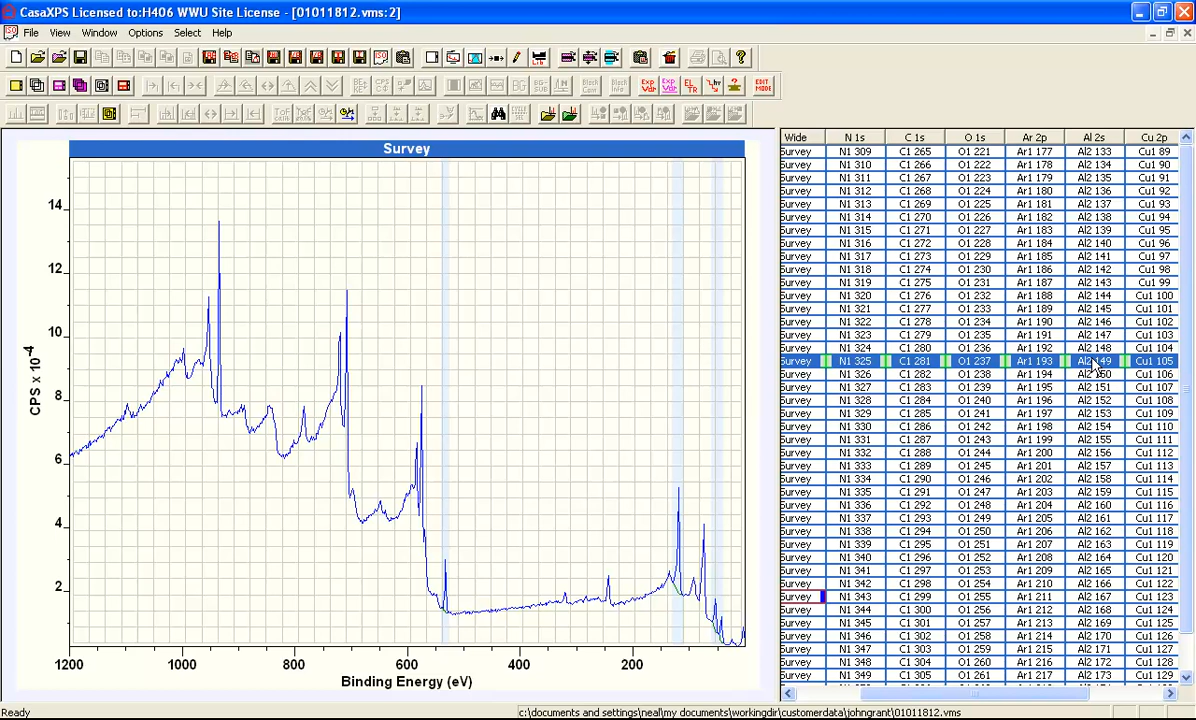 CasaXPS Licensed to:H406 WWU Site License - [01011812.vms:2]
File View Window Options Select Help
Survey
14
12
10
8
6
4
2
CPS x 10⁻⁴
1200 1000 800 600 400 200
Binding Energy (eV)
Wide N 1s C 1s O 1s Ar 2p Al 2s Cu 2p
Survey N1 309 C1 265 O1 221 Ar1 177 Al2 133 Cu1 89
Survey N1 310 C1 266 O1 222 Ar1 178 Al2 134 Cu1 90
Survey N1 311 C1 267 O1 223 Ar1 179 Al2 135 Cu1 91
Survey N1 312 C1 268 O1 224 Ar1 180 Al2 136 Cu1 92
Survey N1 313 C1 269 O1 225 Ar1 181 Al2 137 Cu1 93
Survey N1 314 C1 270 O1 226 Ar1 182 Al2 138 Cu1 94
Survey N1 315 C1 271 O1 227 Ar1 183 Al2 139 Cu1 95
Survey N1 316 C1 272 O1 228 Ar1 184 Al2 140 Cu1 96
Survey N1 317 C1 273 O1 229 Ar1 185 Al2 141 Cu1 97
Survey N1 318 C1 274 O1 230 Ar1 186 Al2 142 Cu1 98
Survey N1 319 C1 275 O1 231 Ar1 187 Al2 143 Cu1 99
Survey N1 320 C1 276 O1 232 Ar1 188 Al2 144 Cu1 100
Survey N1 321 C1 277 O1 233 Ar1 189 Al2 145 Cu1 101
Survey N1 322 C1 278 O1 234 Ar1 190 Al2 146 Cu1 102
Survey N1 323 C1 279 O1 235 Ar1 191 Al2 147 Cu1 103
Survey N1 324 C1 280 O1 236 Ar1 192 Al2 148 Cu1 104
Survey N1 325 C1 281 O1 237 Ar1 193 Al2 149 Cu1 105
Survey N1 326 C1 282 O1 238 Ar1 194 Al2 150 Cu1 106
Survey N1 327 C1 283 O1 239 Ar1 195 Al2 151 Cu1 107
Survey N1 328 C1 284 O1 240 Ar1 196 Al2 152 Cu1 108
Survey N1 329 C1 285 O1 241 Ar1 197 Al2 153 Cu1 109
Survey N1 330 C1 286 O1 242 Ar1 198 Al2 154 Cu1 110
Survey N1 331 C1 287 O1 243 Ar1 199 Al2 155 Cu1 111
Survey N1 332 C1 288 O1 244 Ar1 200 Al2 156 Cu1 112
Survey N1 333 C1 289 O1 245 Ar1 201 Al2 157 Cu1 113
Survey N1 334 C1 290 O1 246 Ar1 202 Al2 158 Cu1 114
Survey N1 335 C1 291 O1 247 Ar1 203 Al2 159 Cu1 115
Survey N1 336 C1 292 O1 248 Ar1 204 Al2 160 Cu1 116
Survey N1 337 C1 293 O1 249 Ar1 205 Al2 161 Cu1 117
Survey N1 338 C1 294 O1 250 Ar1 206 Al2 162 Cu1 118
Survey N1 339 C1 295 O1 251 Ar1 207 Al2 163 Cu1 119
Survey N1 340 C1 296 O1 252 Ar1 208 Al2 164 Cu1 120
Survey N1 341 C1 297 O1 253 Ar1 209 Al2 165 Cu1 121
Survey N1 342 C1 298 O1 254 Ar1 210 Al2 166 Cu1 122
Survey N1 343 C1 299 O1 255 Ar1 211 Al2 167 Cu1 123
Survey N1 344 C1 300 O1 256 Ar1 212 Al2 168 Cu1 124
Survey N1 345 C1 301 O1 257 Ar1 213 Al2 169 Cu1 125
Survey N1 346 C1 302 O1 258 Ar1 214 Al2 170 Cu1 126
Survey N1 347 C1 303 O1 259 Ar1 215 Al2 171 Cu1 127
Survey N1 348 C1 304 O1 260 Ar1 216 Al2 172 Cu1 128
Survey N1 349 C1 305 O1 261 Ar1 217 Al2 173 Cu1 129
Ready
c:\documents and settings\neal\my documents\workingdir\customerdata\johngrant\01011812.vms